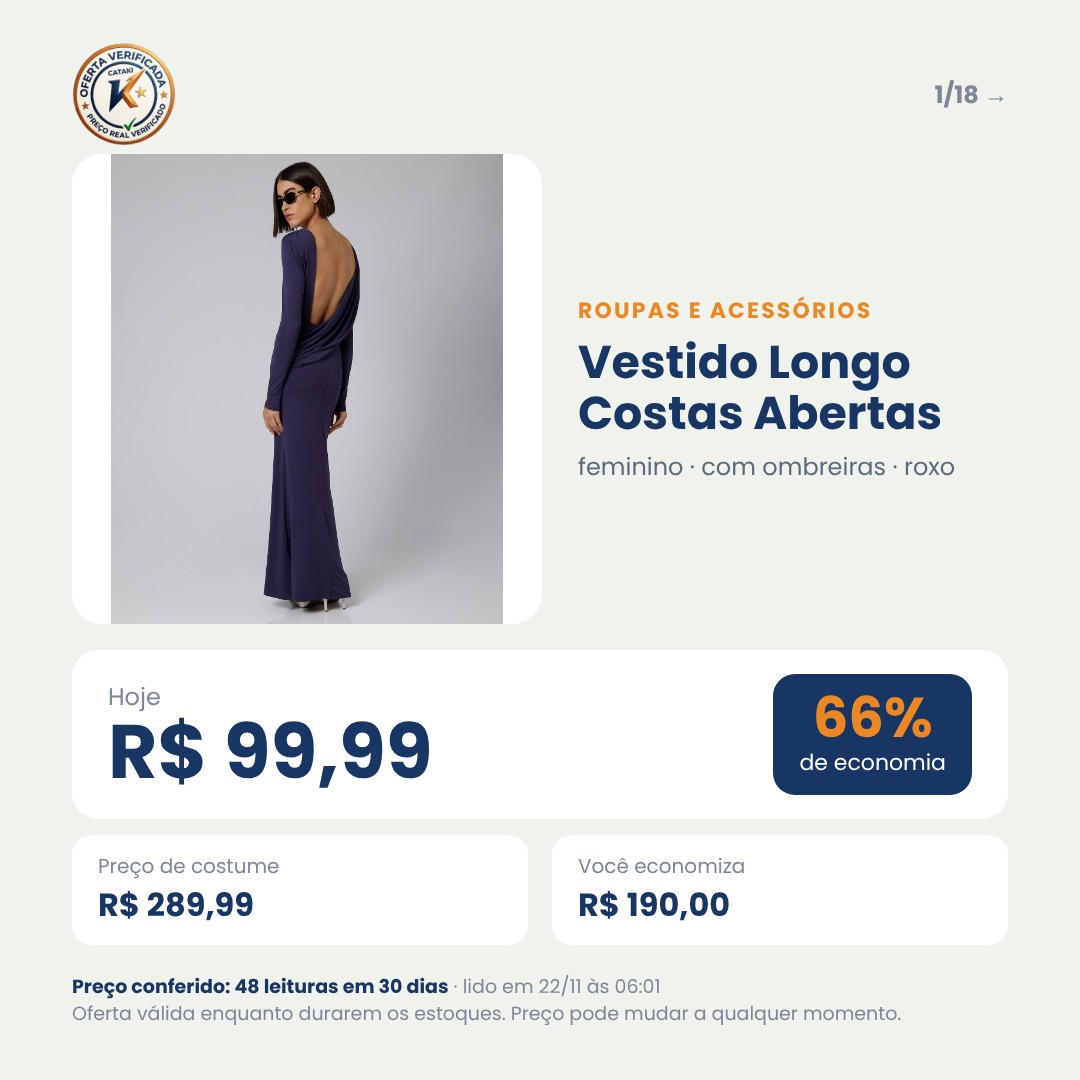 OFERTA VERIFICADA
CATAKI
K
PREÇO REAL VERIFICADO
1/18 →
ROUPAS E ACESSÓRIOS
Vestido Longo
Costas Abertas
feminino · com ombreiras · roxo
Hoje
R$ 99,99
66%
de economia
Preço de costume
R$ 289,99
Você economiza
R$ 190,00
Preço conferido: 48 leituras em 30 dias · lido em 22/11 às 06:01
Oferta válida enquanto durarem os estoques. Preço pode mudar a qualquer momento.